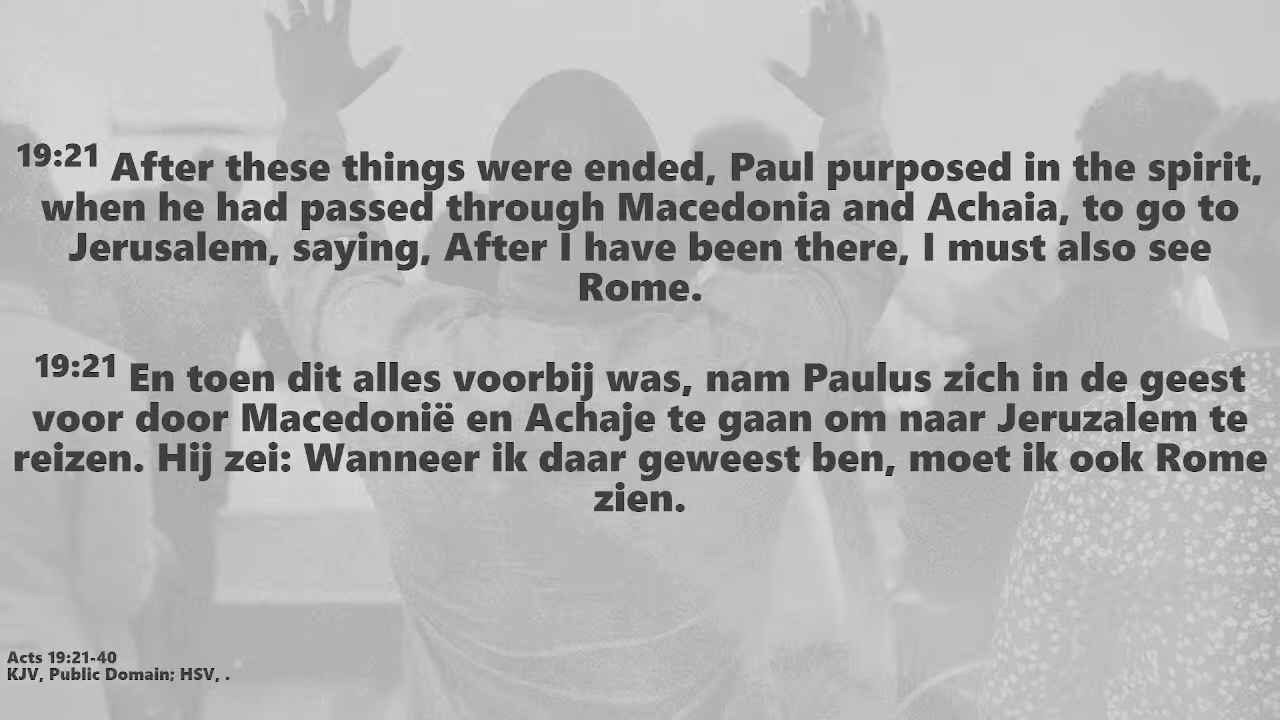 19:21 After these things were ended, Paul purposed in the spirit,
when he had passed through Macedonia and Achaia, to go to
Jerusalem, saying, After I have been there, I must also see
Rome.
19:21 En toen dit alles voorbij was, nam Paulus zich in de geest
voor door Macedonië en Achaje te gaan om naar Jeruzalem te
reizen. Hij zei: Wanneer ik daar geweest ben, moet ik ook Rome
zien.
Acts 19:21-40
KJV, Public Domain; HSV, .